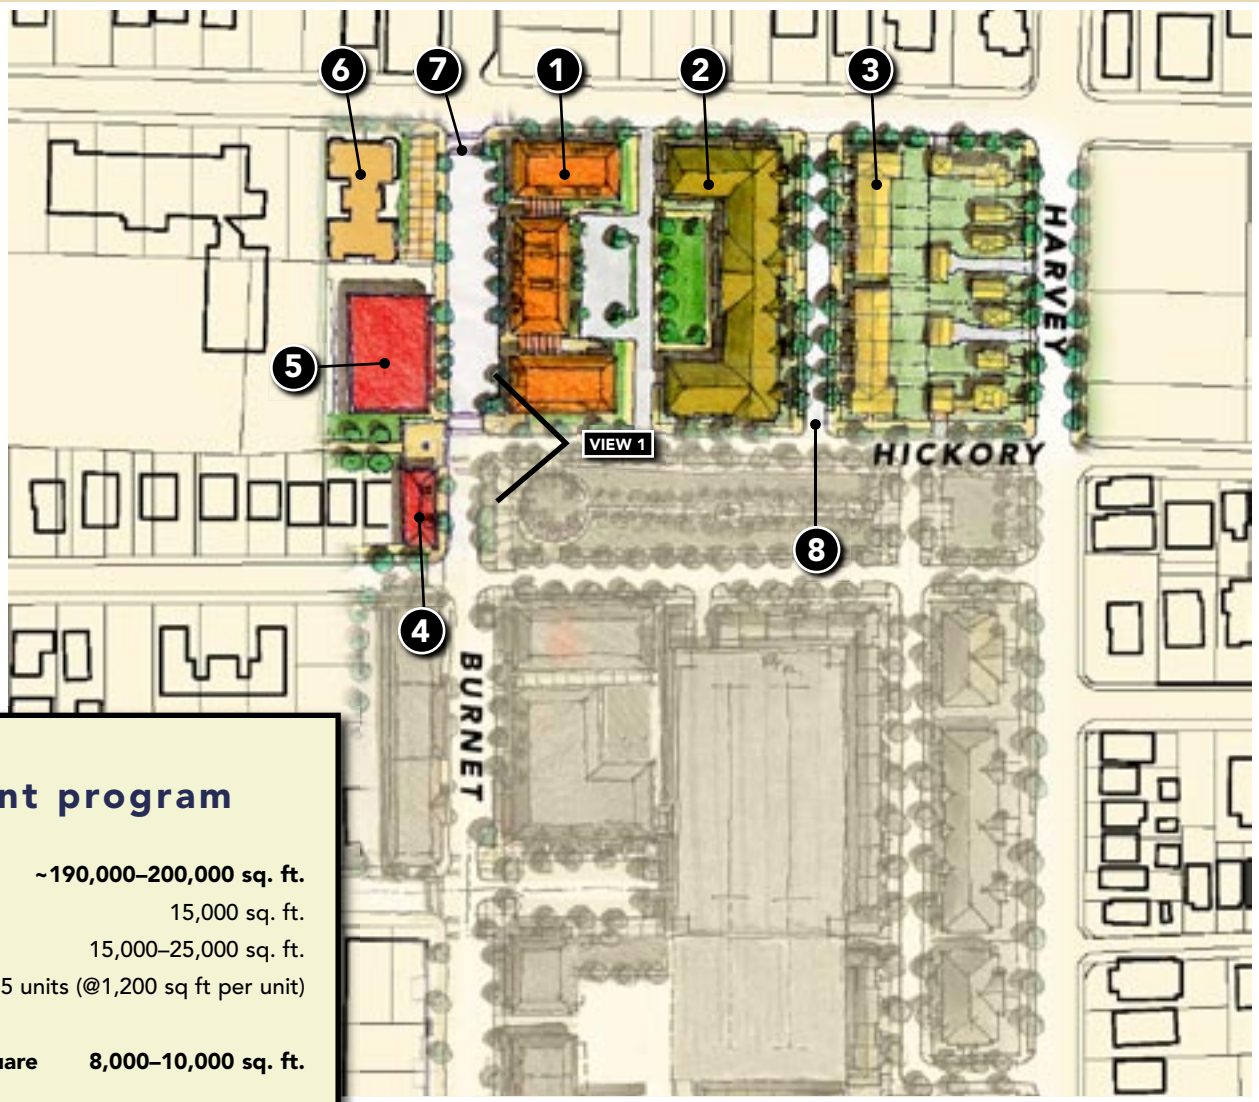 6
7
1
2
3
HARVEY
5
VIEW 1
HICKORY
8
4
BURNET
program
~190,000–200,000 sq. ft.
15,000 sq. ft.
15,000–25,000 sq. ft.
5 units (@1,200 sq ft per unit)
8,000–10,000 sq. ft.